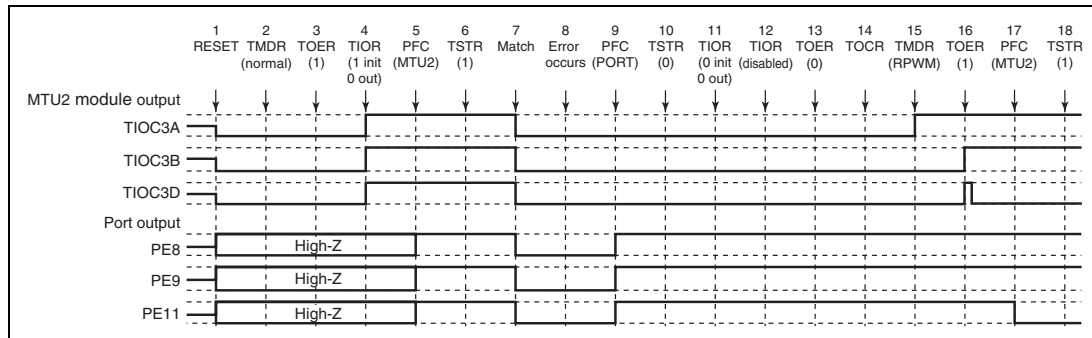 1 2 3 4 5 6 7 8 9 10 11 12 13 14 15 16 17 18
RESET TMDR TOER TIOR PFC TSTR Match Error PFC TSTR TIOR TIOR TOER TOCR TMDR TOER PFC TSTR
(normal) (1) (1 init (MTU2) (1) occurs (PORT) (0) (0 init (disabled) (0) (RPWM) (1) (MTU2) (1)
0 out) 0 out)
MTU2 module output
TIOC3A
TIOC3B
TIOC3D
Port output
PE8 High-Z
PE9 High-Z
PE11 High-Z